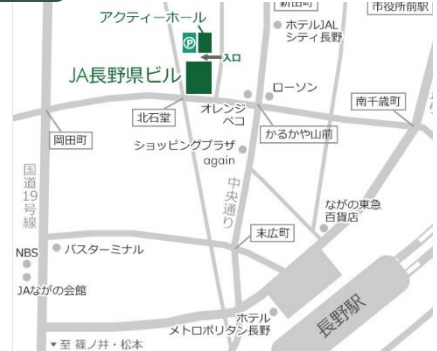 アクティーホール
新田町
市役所前駅
ホテルJAL
シティ長野
P
入口
JA長野県ビル
ローソン
オレンジ
ペコ
南千歳町
北石堂
かるかや山前
岡田町
ショッピングプラザ
again
国道19号線
中央通り
ながの東急
百貨店
末広町
NBS
バスターミナル
JAながの会館
長野駅
ホテル
メトロポリタン長野
▼至 篠ノ井・松本